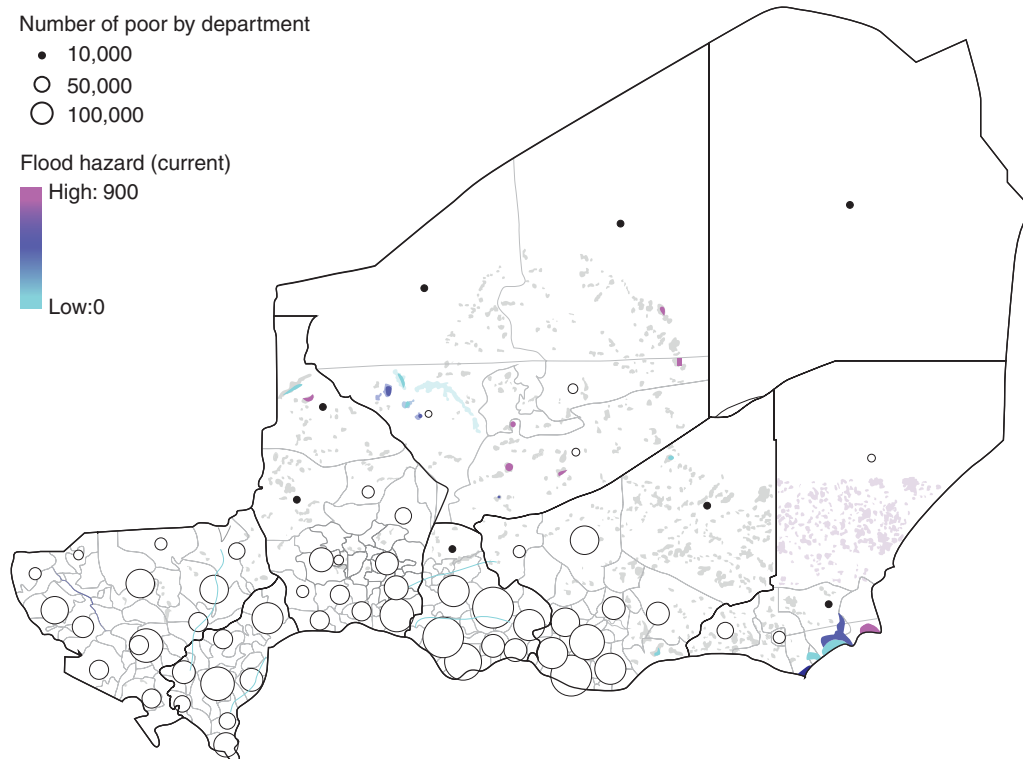 Number of poor by department
10,000
50,000
100,000
Flood hazard (current)
High: 900
Low:0